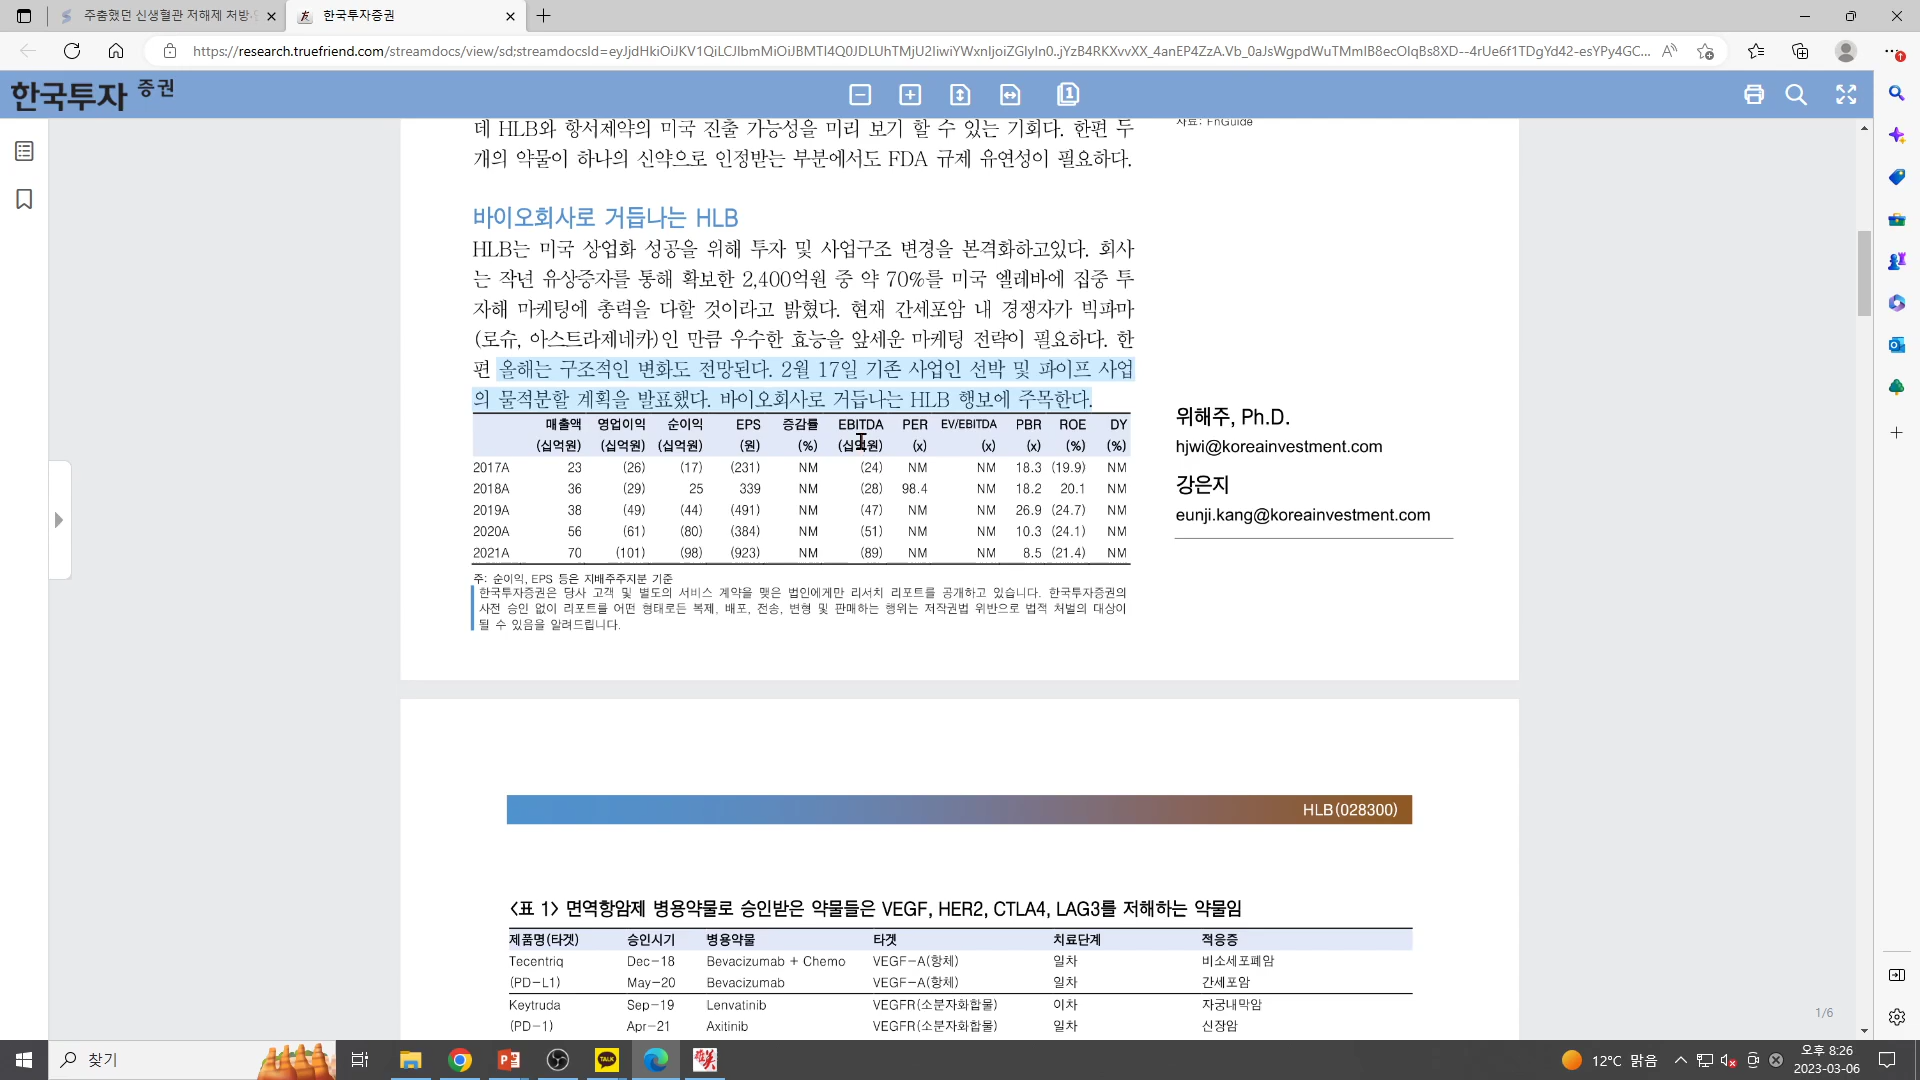 주춤했던 신생혈관 저해제 처방
한국투자증권
https://research.truefriend.com/streamdocs/view/sd;streamdocsId=
한국투자 증권
데 HLB와 항서제약의 미국 진출 가능성을 미리 보기 할 수 있는 기회다. 한편 두
개의 약물이 하나의 신약으로 인정받는 부분에서도 FDA 규제 유연성이 필요하다.
자료: FnGuide
바이오회사로 거듭나는 HLB
HLB는 미국 상업화 성공을 위해 투자 및 사업구조 변경을 본격화하고있다. 회사
는 작년 유상증자를 통해 확보한 2,400억원 중 약 70%를 미국 엘레바에 집중 투
자해 마케팅에 총력을 다할 것이라고 밝혔다. 현재 간세포암 내 경쟁자가 빅파마
(로슈, 아스트라제네카)인 만큼 우수한 효능을 앞세운 마케팅 전략이 필요하다. 한
편 올해는 구조적인 변화도 전망된다. 2월 17일 기존 사업인 선박 및 파이프 사업
의 물적분할 계획을 발표했다. 바이오회사로 거듭나는 HLB 행보에 주목한다.
매출액 영업이익 순이익 EPS 증감률 EBITDA PER EV/EBITDA PBR ROE DY
(십억원) (십억원) (십억원) (원) (%) (십억원) (x) (x) (x) (%) (%)
2017A 23 (26) (17) (231) NM (24) NM NM 18.3 (19.9) NM
2018A 36 (29) 25 339 NM (28) 98.4 NM 18.2 20.1 NM
2019A 38 (49) (44) (491) NM (47) NM NM 26.9 (24.7) NM
2020A 56 (61) (80) (384) NM (51) NM NM 10.3 (24.1) NM
2021A 70 (101) (98) (923) NM (89) NM NM 8.5 (21.4) NM
주: 순이익, EPS 등은 지배주주지분 기준
한국투자증권은 당사 고객 및 별도의 서비스 계약을 맺은 법인에게만 리서치 리포트를 공개하고 있습니다. 한국투자증권의
사전 승인 없이 리포트를 어떤 형태로든 복제, 배포, 전송, 변형 및 판매하는 행위는 저작권법 위반으로 법적 처벌의 대상이
될 수 있음을 알려드립니다.
위해주, Ph.D.
hjwi@koreainvestment.com
강은지
eunji.kang@koreainvestment.com
HLB(028300)
<표 1> 면역항암제 병용약물로 승인받은 약물들은 VEGF, HER2, CTLA4, LAG3를 저해하는 약물임
제품명(타겟) 승인시기 병용약물 타겟 치료단계 적응증
Tecentriq Dec-18 Bevacizumab + Chemo VEGF-A(항체) 일차 비소세포폐암
(PD-L1) May-20 Bevacizumab VEGF-A(항체) 일차 간세포암
Keytruda Sep-19 Lenvatinib VEGFR(소분자화합물) 이차 자궁내막암
(PD-1) Apr-21 Axitinib VEGFR(소분자화합물) 일차 신장암
1/6
찾기
TALK
12°C 맑음
오후 8:26
2023-03-06